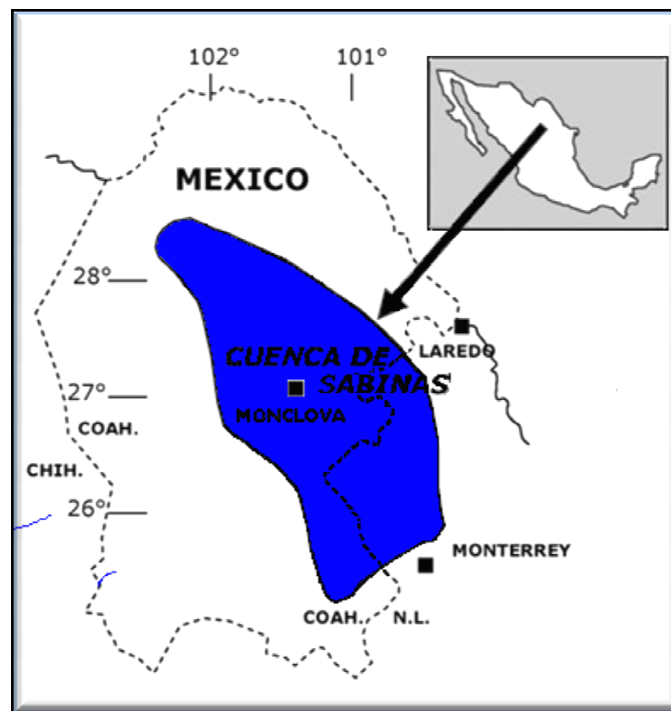 102° 101°
MEXICO
28°
LAREDO
CUENCA DE
SABINAS
27°
MONCLOVA
COAH.
CHIH.
26°
MONTERREY
COAH. N.L.